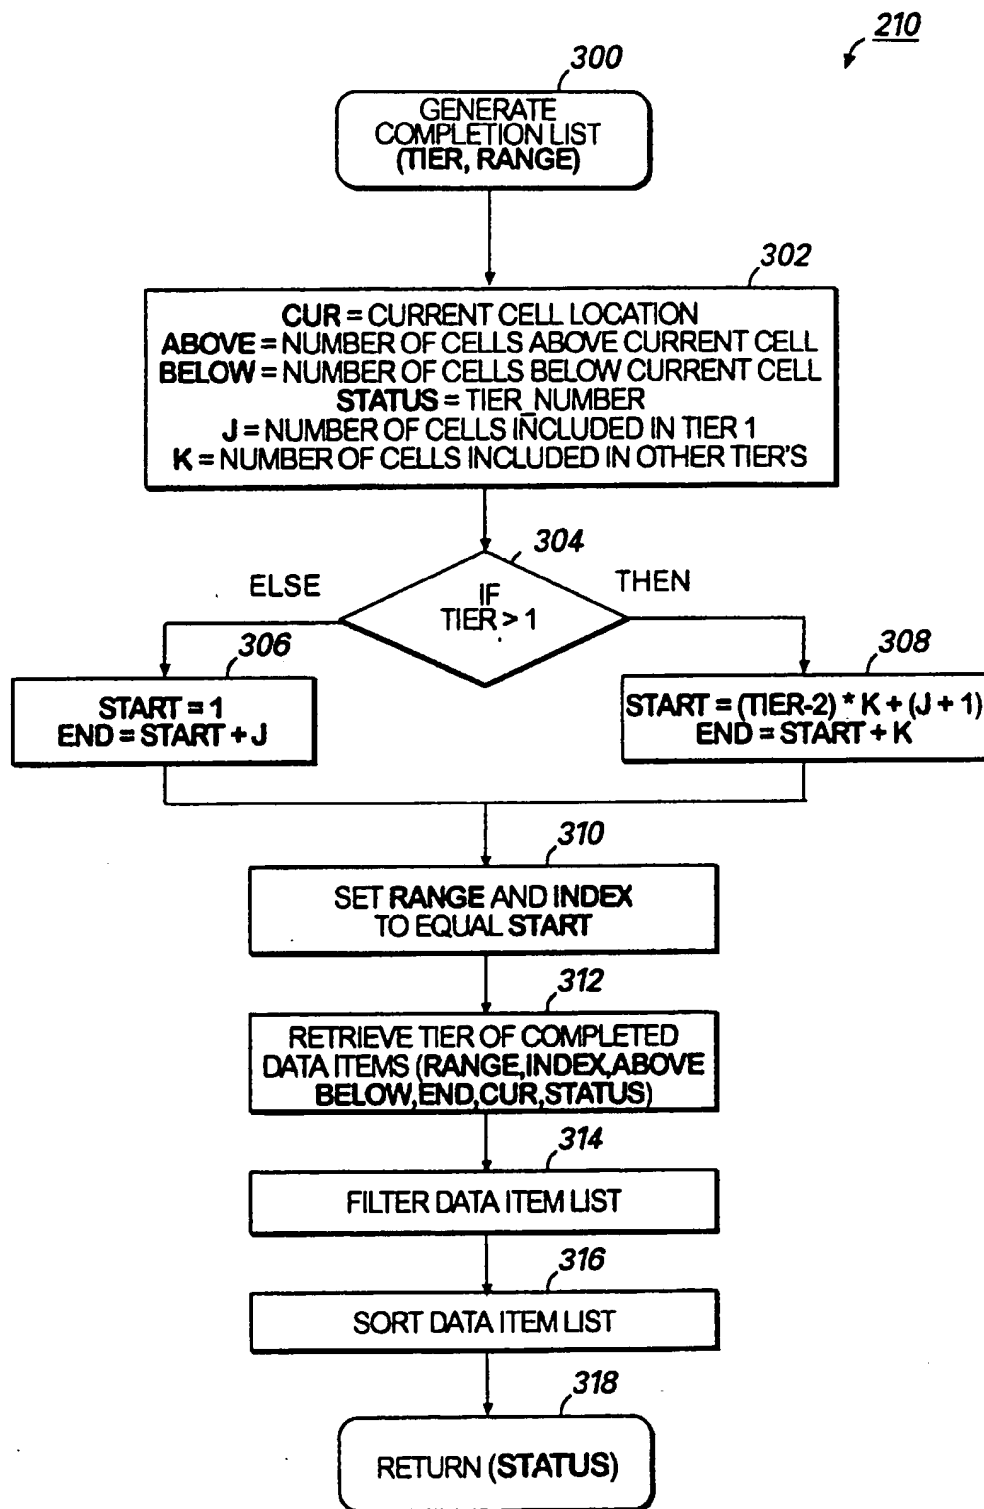 210
300
GENERATE
COMPLETION LIST
(TIER, RANGE)
302
CUR = CURRENT CELL LOCATION
ABOVE = NUMBER OF CELLS ABOVE CURRENT CELL
BELOW = NUMBER OF CELLS BELOW CURRENT CELL
STATUS = TIER_NUMBER
J = NUMBER OF CELLS INCLUDED IN TIER 1
K = NUMBER OF CELLS INCLUDED IN OTHER TIER'S
304
ELSE
IF
TIER > 1
THEN
306
START = 1
END = START + J
308
START = (TIER-2) * K + (J + 1)
END = START + K
310
SET RANGE AND INDEX
TO EQUAL START
312
RETRIEVE TIER OF COMPLETED
DATA ITEMS (RANGE,INDEX,ABOVE
BELOW,END,CUR,STATUS)
314
FILTER DATA ITEM LIST
316
SORT DATA ITEM LIST
318
RETURN (STATUS)